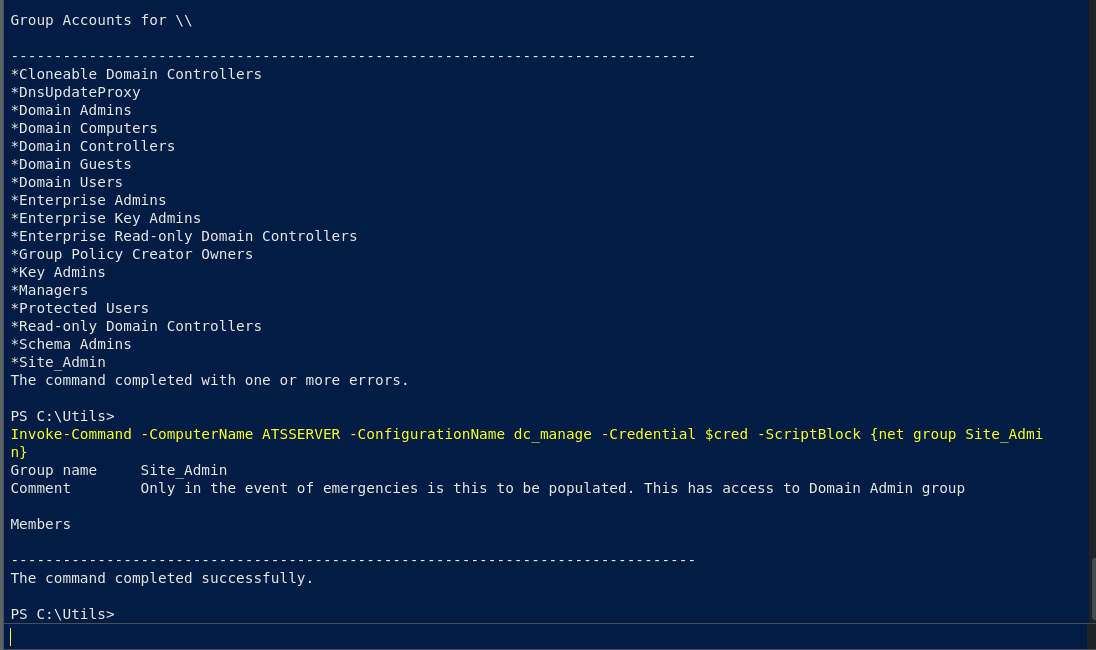 Group Accounts for \\
-------------------------------------------------------------------------------
*Cloneable Domain Controllers
*DnsUpdateProxy
*Domain Admins
*Domain Computers
*Domain Controllers
*Domain Guests
*Domain Users
*Enterprise Admins
*Enterprise Key Admins
*Enterprise Read-only Domain Controllers
*Group Policy Creator Owners
*Key Admins
*Managers
*Protected Users
*Read-only Domain Controllers
*Schema Admins
*Site_Admin
The command completed with one or more errors.
PS C:\Utils>
Invoke-Command -ComputerName ATSSERVER -ConfigurationName dc_manage -Credential $cred -ScriptBlock {net group Site_Admi
n}
Group name     Site_Admin
Comment        Only in the event of emergencies is this to be populated. This has access to Domain Admin group
Members
-------------------------------------------------------------------------------
The command completed successfully.
PS C:\Utils>